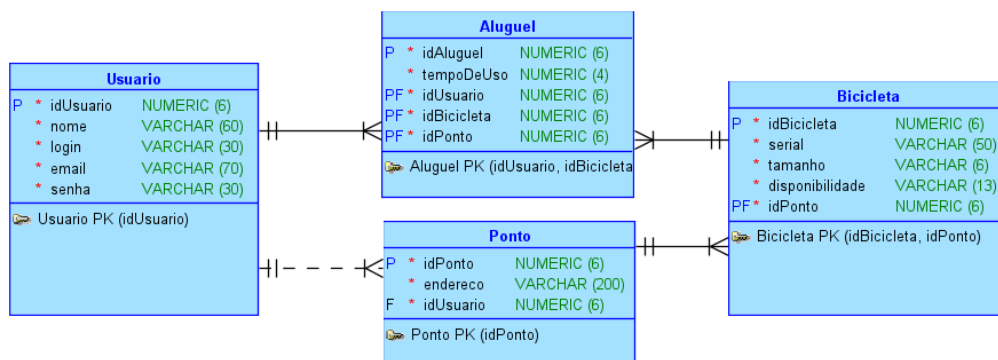 Usuario
P * idUsuario NUMERIC (6)
* nome VARCHAR (60)
* login VARCHAR (30)
* email VARCHAR (70)
* senha VARCHAR (30)
Usuario PK (idUsuario)
Aluguel
P * idAluguel NUMERIC (6)
* tempoDeUso NUMERIC (4)
PF * idUsuario NUMERIC (6)
PF * idBicicleta NUMERIC (6)
PF * idPonto NUMERIC (6)
Aluguel PK (idUsuario, idBicicleta
Ponto
P * idPonto NUMERIC (6)
* endereco VARCHAR (200)
F * idUsuario NUMERIC (6)
Ponto PK (idPonto)
Bicicleta
P * idBicicleta NUMERIC (6)
* serial VARCHAR (50)
* tamanho VARCHAR (6)
* disponibilidade VARCHAR (13)
PF * idPonto NUMERIC (6)
Bicicleta PK (idBicicleta, idPonto)